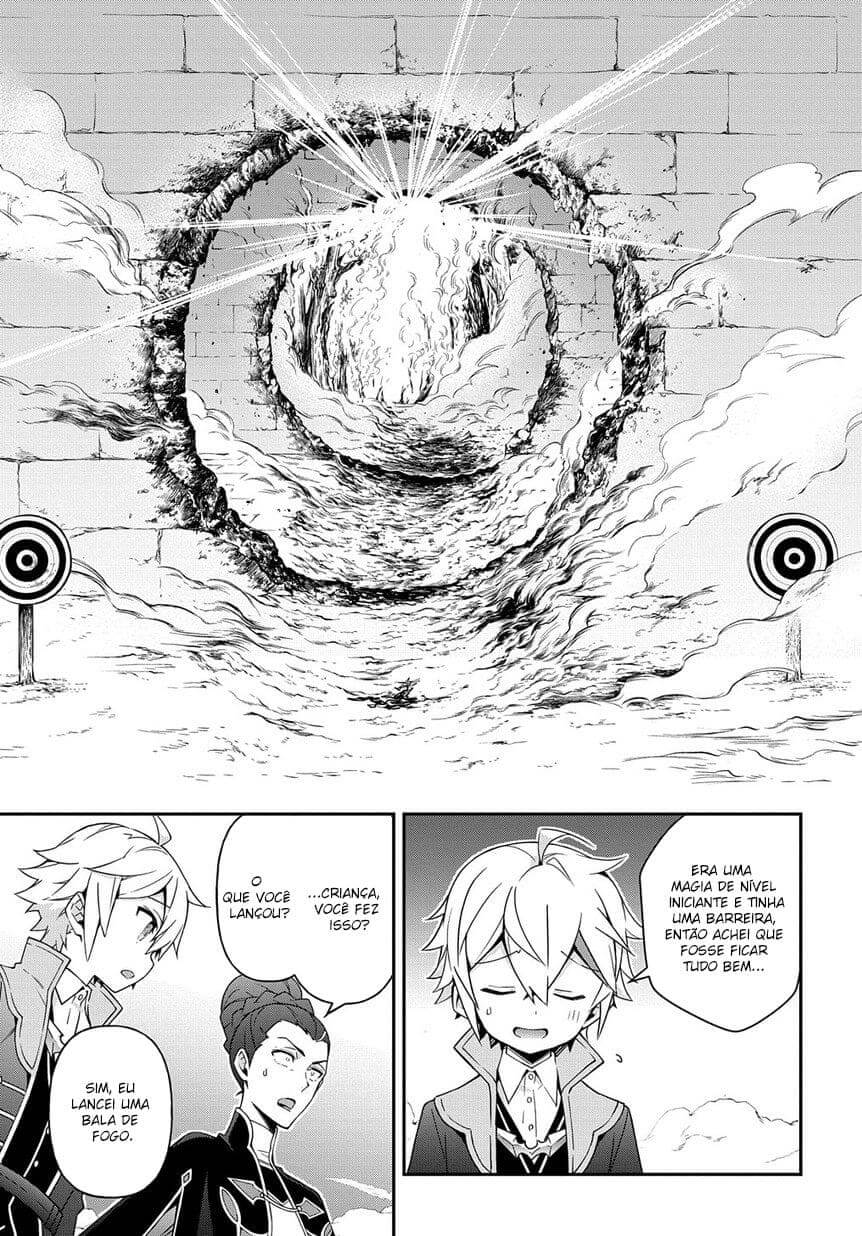 ERA UMA
MAGIA DE NÍVEL
INICIANTE E TINHA
UMA BARREIRA,
ENTÃO ACHEI QUE
FOSSE FICAR
TUDO BEM...
...CRIANÇA,
VOCÊ FEZ
ISSO?
O
QUE VOCÊ
LANÇOU?
SIM, EU
LANCEI UMA
BALA DE
FOGO.